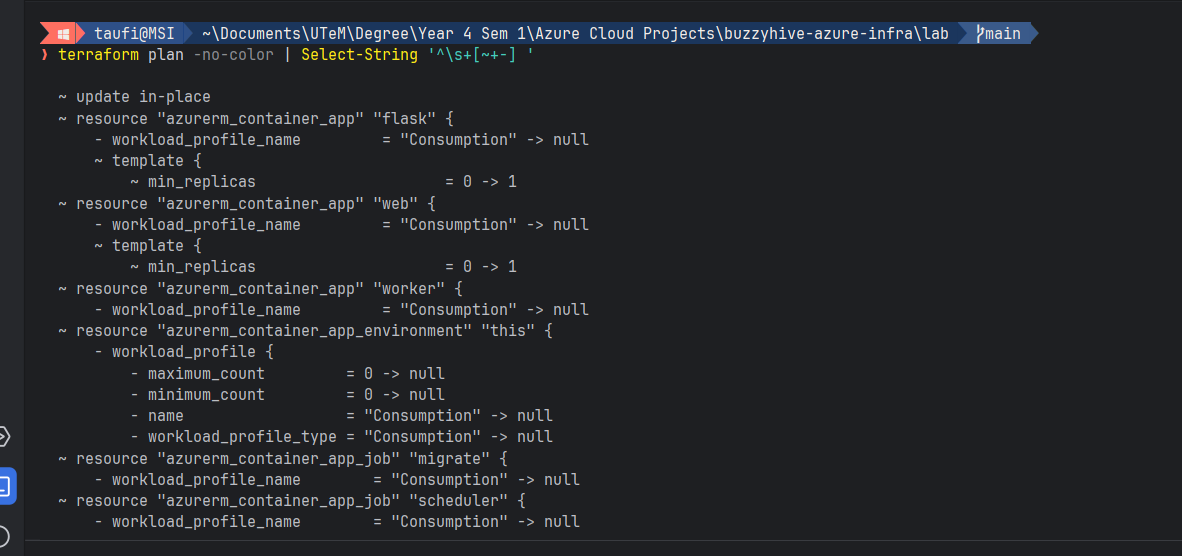 taufi@MSI ~\Documents\UTeM\Degree\Year 4 Sem 1\Azure Cloud Projects\buzzyhive-azure-infra\lab main
❯ terraform plan -no-color | Select-String '^\s+[~+-] '
~ update in-place
~ resource "azurerm_container_app" "flask" {
- workload_profile_name = "Consumption" -> null
~ template {
~ min_replicas = 0 -> 1
~ resource "azurerm_container_app" "web" {
- workload_profile_name = "Consumption" -> null
~ template {
~ min_replicas = 0 -> 1
~ resource "azurerm_container_app" "worker" {
- workload_profile_name = "Consumption" -> null
~ resource "azurerm_container_app_environment" "this" {
- workload_profile {
- maximum_count = 0 -> null
- minimum_count = 0 -> null
- name = "Consumption" -> null
- workload_profile_type = "Consumption" -> null
~ resource "azurerm_container_app_job" "migrate" {
- workload_profile_name = "Consumption" -> null
~ resource "azurerm_container_app_job" "scheduler" {
- workload_profile_name = "Consumption" -> null